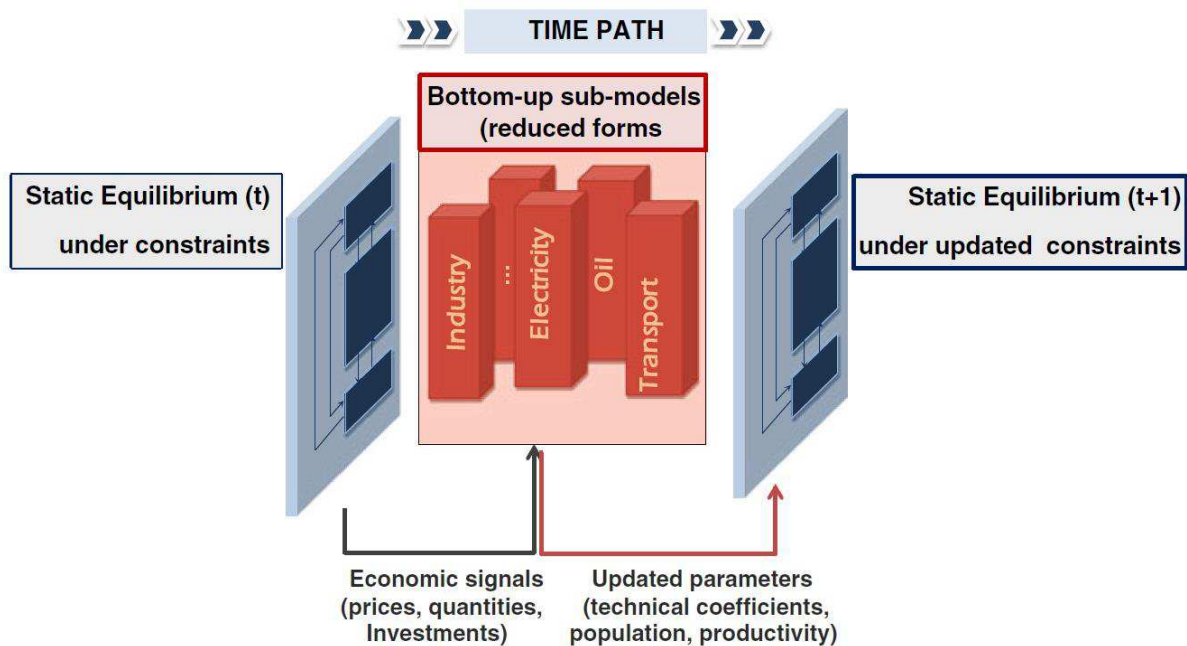 TIME PATH
Bottom-up sub-models
(reduced forms
Static Equilibrium (t)
under constraints
Industry
...
Electricity
Oil
Transport
Static Equilibrium (t+1)
under updated constraints
Economic signals
(prices, quantities,
Investments)
Updated parameters
(technical coefficients,
population, productivity)